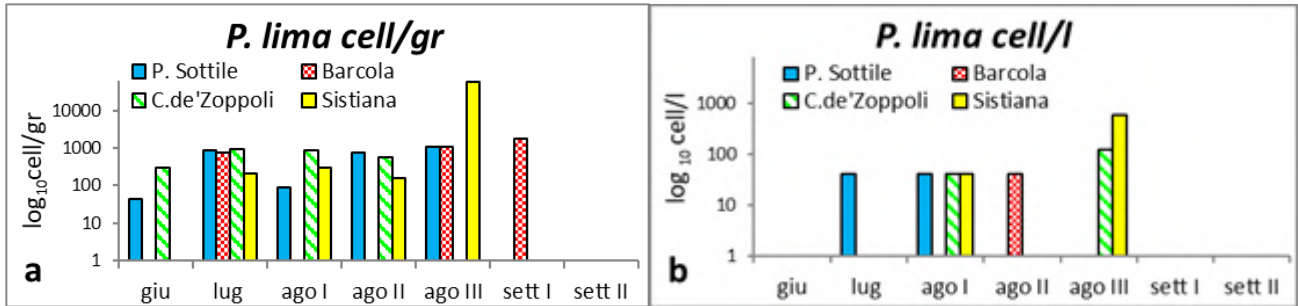 P. lima cell/gr
P. Sottile Barcola
C.de'Zoppoli Sistiana
10000
1000
100
10
1
log10cell/gr
giu lug ago I ago II ago III sett I sett II
a
P. lima cell/l
P. Sottile Barcola
C.de'Zoppoli Sistiana
1000
100
10
1
log 10 cell/l
giu lug ago I ago II ago III sett I sett II
b